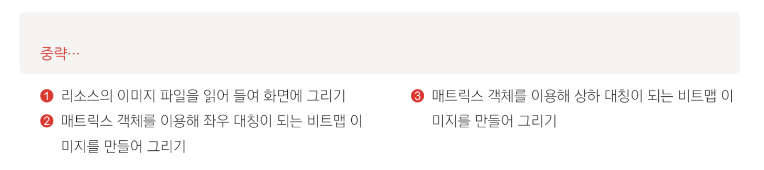 중략…
❶ 리소스의 이미지 파일을 읽어 들여 화면에 그리기
❷ 매트릭스 객체를 이용해 좌우 대칭이 되는 비트맵 이
미지를 만들어 그리기
❸ 매트릭스 객체를 이용해 상하 대칭이 되는 비트맵 이
미지를 만들어 그리기